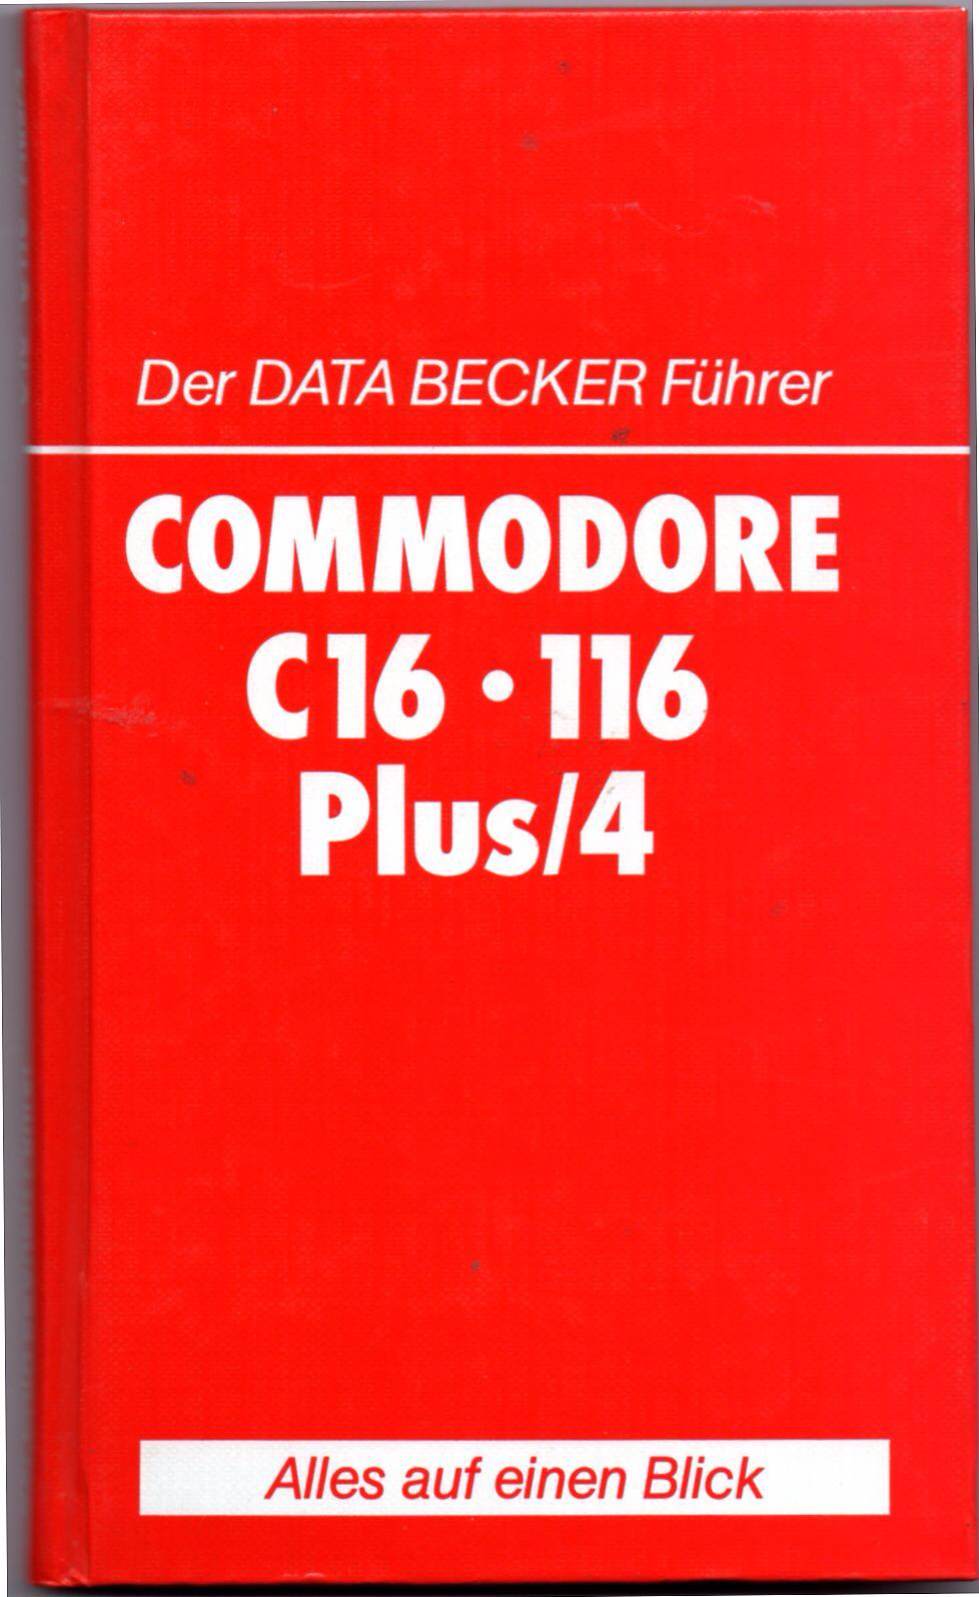 Der DATA BECKER Führer
COMMODORE
C16 • 116
Plus/4
Alles auf einen Blick